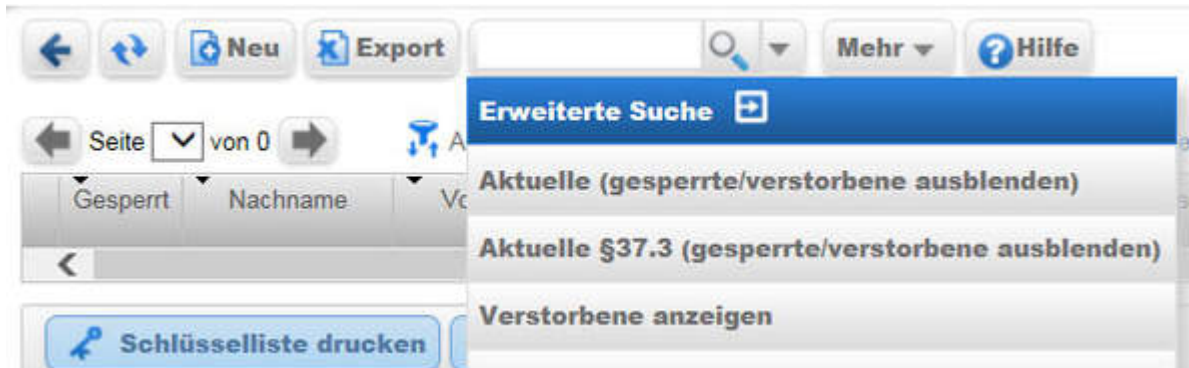 Neu Export Mehr Hilfe
Erweiterte Suche
Seite von 0
Aktuelle (gesperrte/verstorbene ausblenden)
Gesperrt Nachname
Aktuelle §37.3 (gesperrte/verstorbene ausblenden)
Verstorbene anzeigen
Schlüsselliste drucken